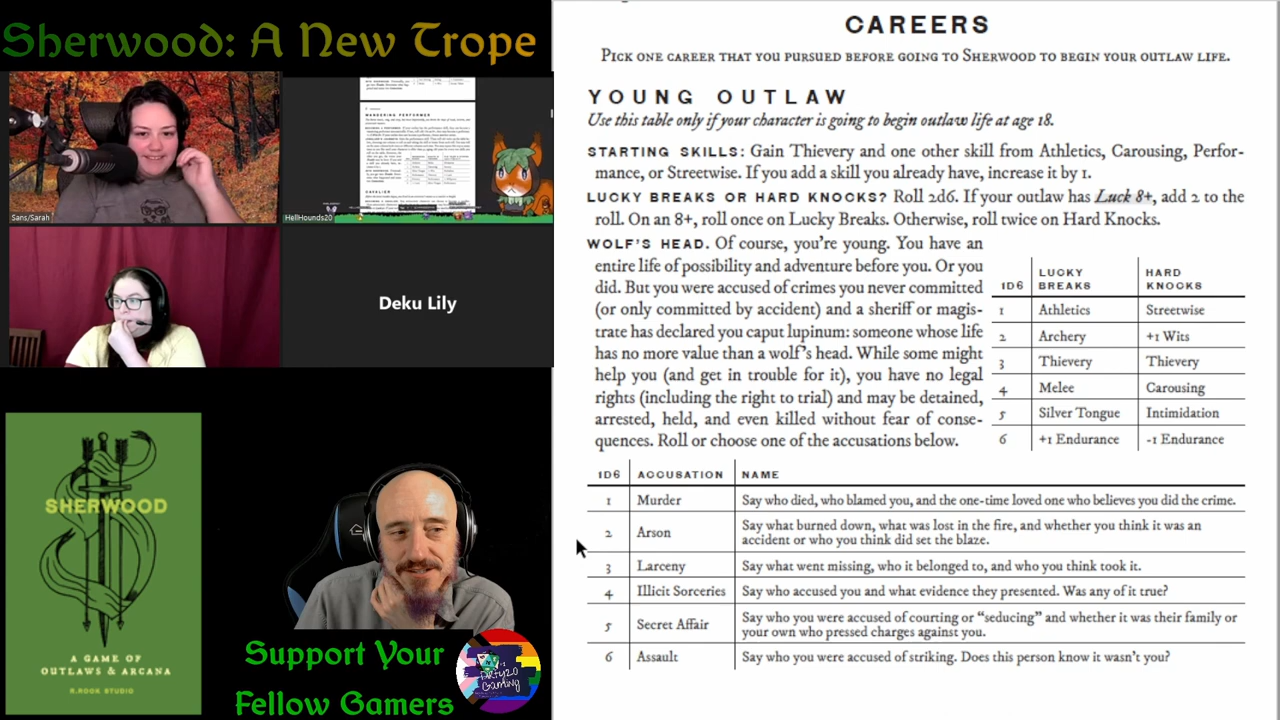 Sherwood: A New Trope
Sans/Sarah
WANDERING PERFORMER
CAVALIER
HellHounds20
Deku Lily
SHERWOOD
A GAME OF
OUTLAWS & ARCANA
R.ROOK STUDIO
Support Your
Fellow Gamers
Dirty20
Gaming
CAREERS
PICK ONE CAREER THAT YOU PURSUED BEFORE GOING TO SHERWOOD TO BEGIN YOUR OUTLAW LIFE.
YOUNG OUTLAW
Use this table only if your character is going to begin outlaw life at age 18.
STARTING SKILLS: Gain Thievery and one other skill from Athletics, Carousing, Perfor-
mance, or Streetwise. If you add a skill you already have, increase it by 1.
LUCKY BREAKS OR HARD KNOCKS: Roll 2d6. If your outlaw has, add 2 to the
roll. On an 8+, roll once on Lucky Breaks. Otherwise, roll twice on Hard Knocks.
WOLF'S HEAD. Of course, you're young. You have an
entire life of possibility and adventure before you. Or you
did. But you were accused of crimes you never committed
(or only committed by accident) and a sheriff or magis-
trate has declared you caput lupinum: someone whose life
has no more value than a wolf's head. While some might
help you (and get in trouble for it), you have no legal
rights (including the right to trial) and may be detained,
arrested, held, and even killed without fear of conse-
quences. Roll or choose one of the accusations below.
1D6 LUCKY BREAKS HARD KNOCKS
1 Athletics Streetwise
2 Archery +1 Wits
3 Thievery Thievery
4 Melee Carousing
5 Silver Tongue Intimidation
6 +1 Endurance -1 Endurance
1D6 ACCUSATION NAME
1 Murder Say who died, who blamed you, and the one-time loved one who believes you did the crime.
2 Arson Say what burned down, what was lost in the fire, and whether you think it was an
accident or who you think did set the blaze.
3 Larceny Say what went missing, who it belonged to, and who you think took it.
4 Illicit Sorceries Say who accused you and what evidence they presented. Was any of it true?
5 Secret Affair Say who you were accused of courting or “seducing” and whether it was their family or
your own who pressed charges against you.
6 Assault Say who you were accused of striking. Does this person know it wasn't you?